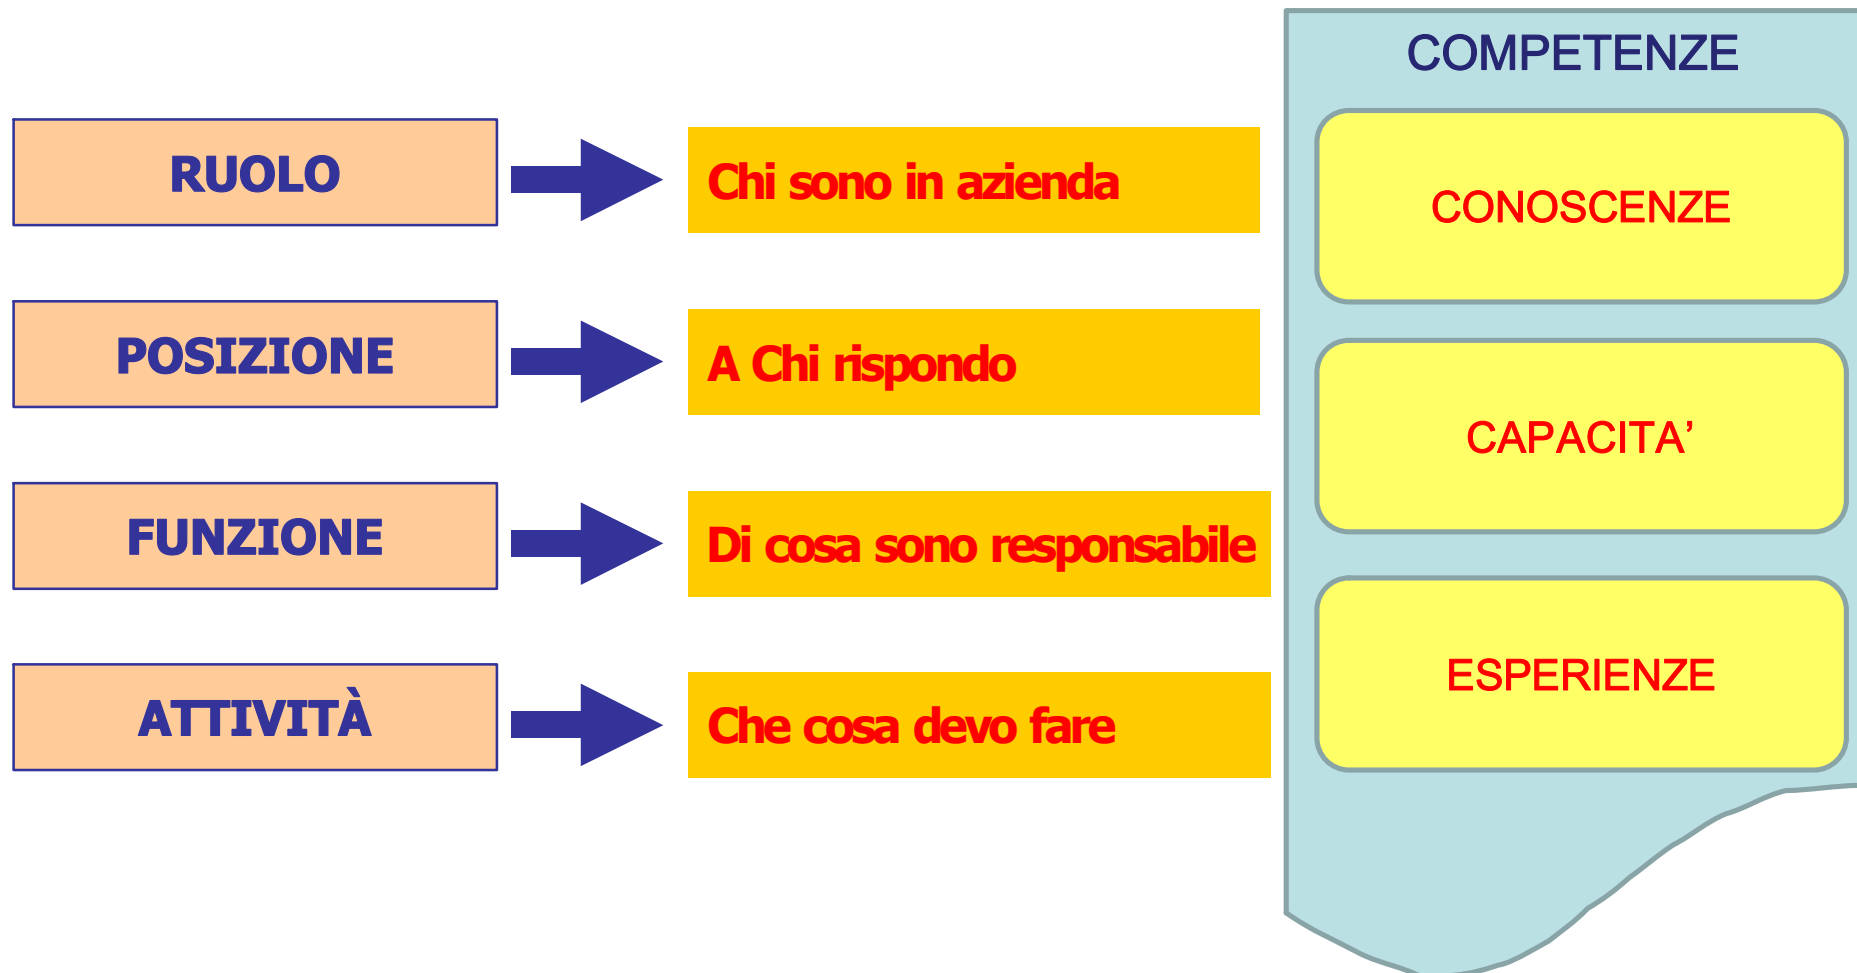 COMPETENZE
RUOLO
Chi sono in azienda
CONOSCENZE
POSIZIONE
A Chi rispondo
CAPACITA’
FUNZIONE
Di cosa sono responsabile
ESPERIENZE
ATTIVITÀ
Che cosa devo fare